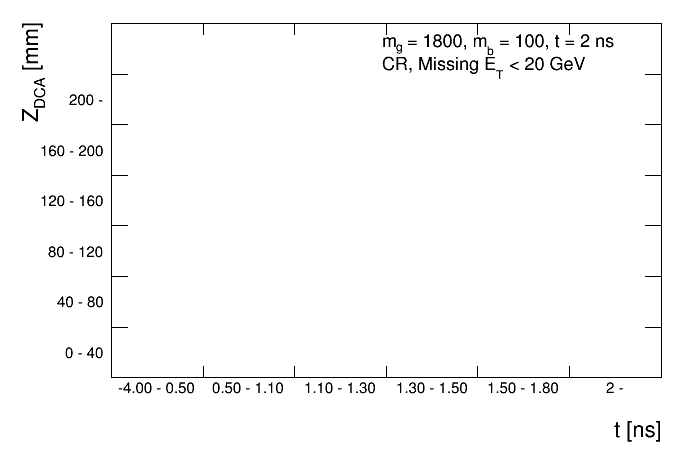 Z_DCA [mm]
m_g = 1800, m_b = 100, t = 2 ns
CR, Missing E_T < 20 GeV
200 -
160 - 200
120 - 160
80 - 120
40 - 80
0 - 40
-4.00 - 0.50 0.50 - 1.10 1.10 - 1.30 1.30 - 1.50 1.50 - 1.80 2 -
t [ns]